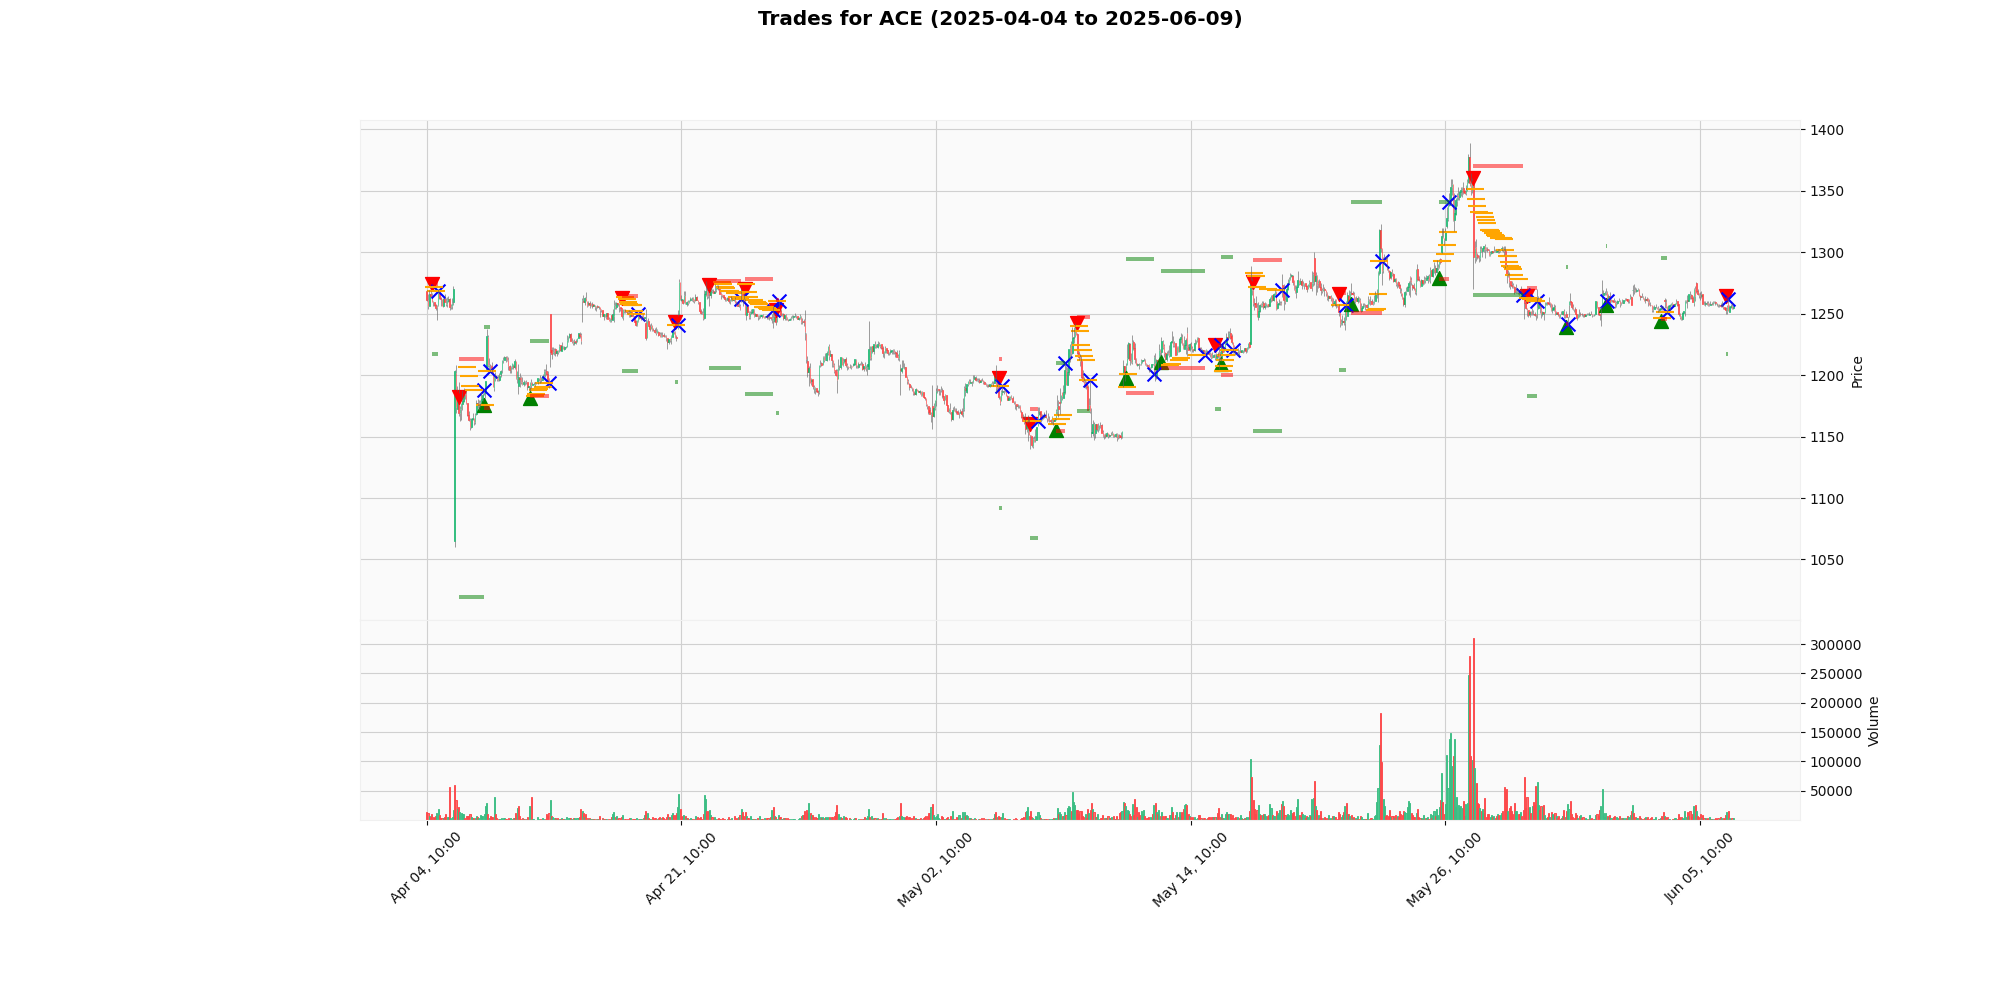 Trades for ACE (2025-04-04 to 2025-06-09)
1400
1350
1300
1250
1200
1150
1100
1050
Price
300000
250000
200000
150000
100000
50000
Volume
Apr 04, 10:00
Apr 21, 10:00
May 02, 10:00
May 14, 10:00
May 26, 10:00
Jun 05, 10:00